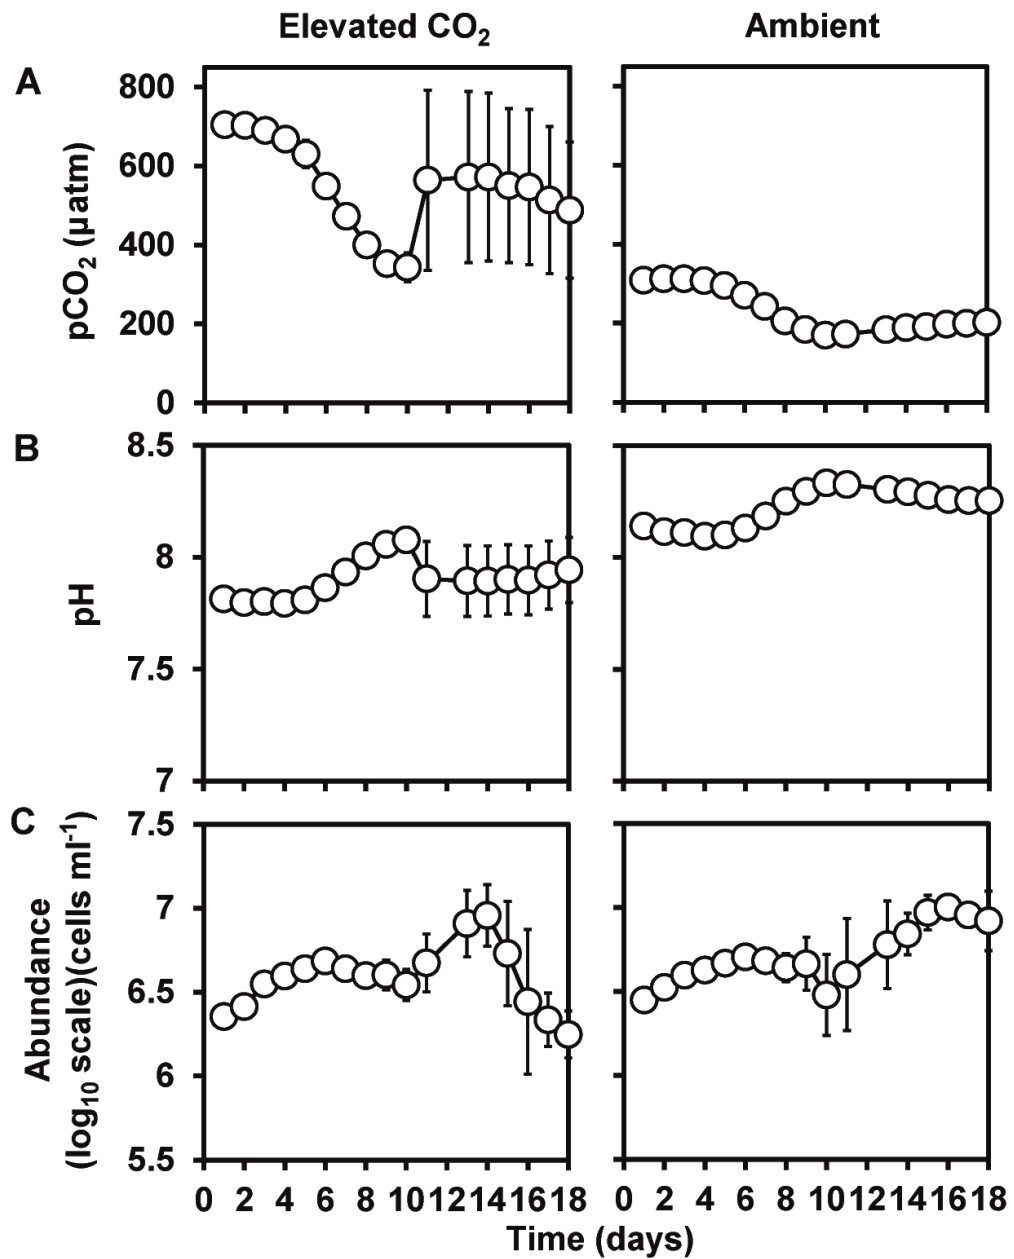 Elevated CO₂ Ambient
A
pCO₂ (µatm)
800
600
400
200
0
B
pH
8.5
8
7.5
7
C
Abundance
(log₁₀ scale)(cells ml⁻¹)
7.5
7
6.5
6
5.5
0 2 4 6 8 10 12 14 16 18 0 2 4 6 8 10 12 14 16 18
Time (days)